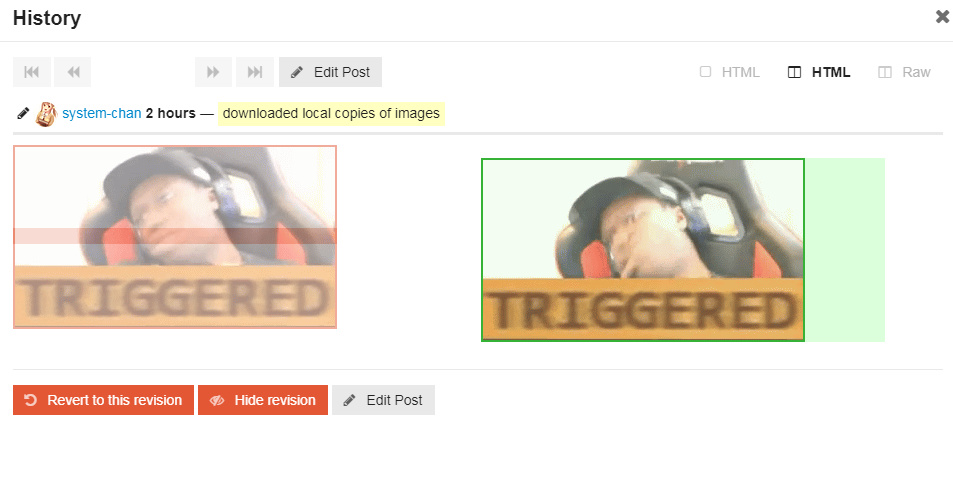 History
Edit Post
HTML HTML Raw
system-chan 2 hours — downloaded local copies of images
TRIGGERED TRIGGERED
Revert to this revision Hide revision Edit Post